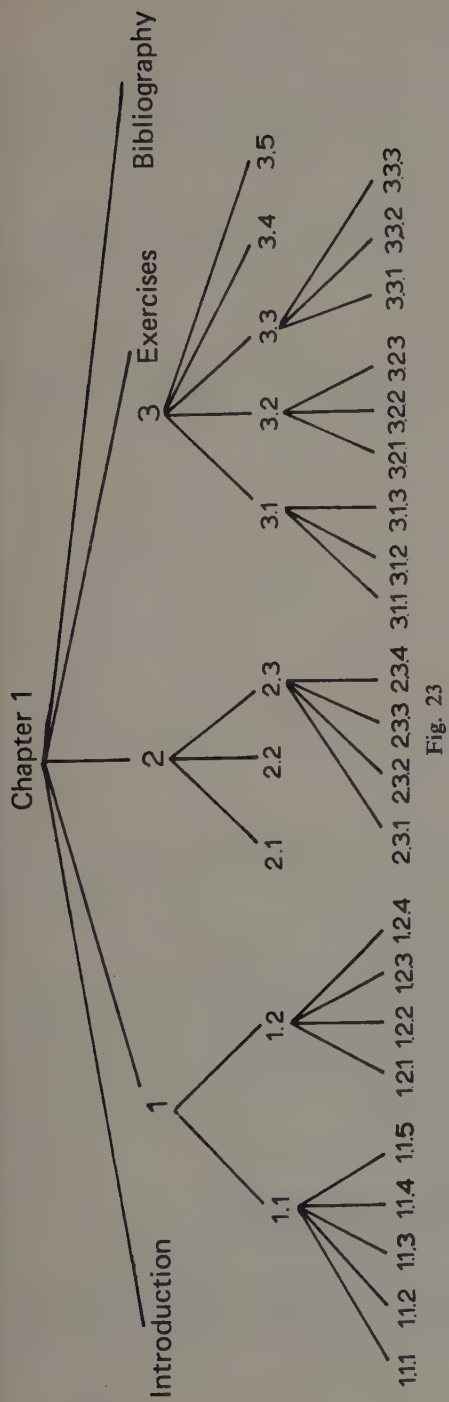 Chapter 1
Introduction 1 2 3 Exercises Bibliography
1.1 1.2 2.1 2.2 2.3 3.1 3.2 3.3 3.4 3.5
1.1.1 1.1.2 1.1.3 1.1.4 1.1.5 1.2.1 1.2.2 1.2.3 1.2.4 2.3.1 2.3.2 2.3.3 2.3.4 3.1.1 3.1.2 3.1.3 3.2.1 3.2.2 3.2.3 3.3.1 3.3.2 3.3.3
Fig. 23